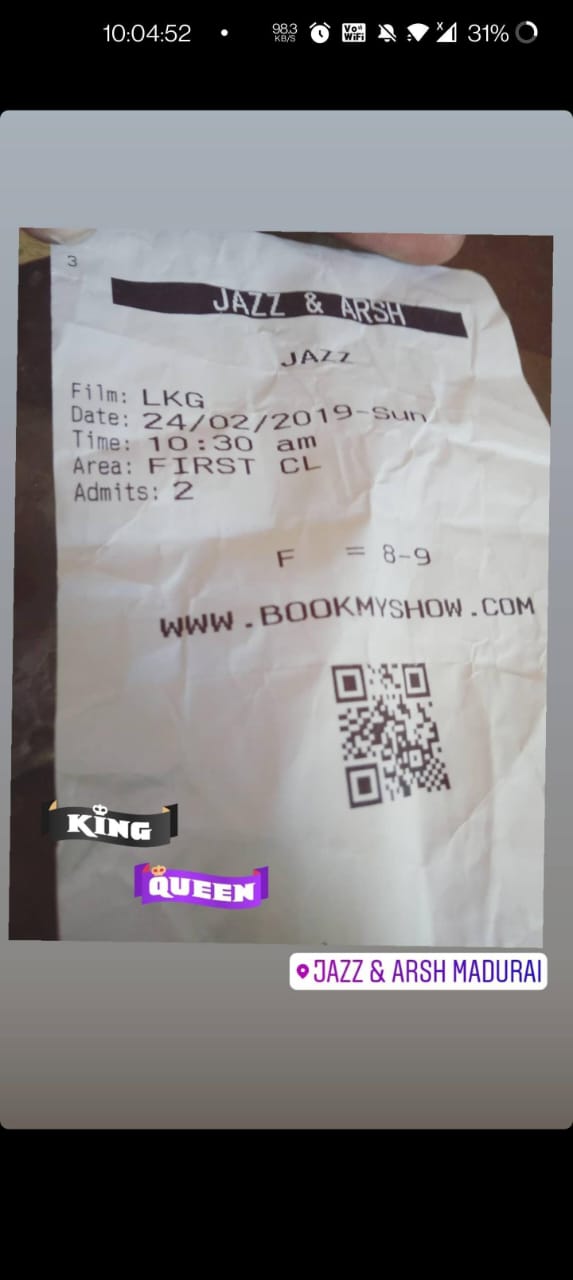 10:04:52 • 98.3 KB/S Vo WiFi X 31%
3
JAZZ & ARSH
JAZZ
Film: LKG
Date: 24/02/2019-Sun
Time: 10:30 am
Area: FIRST CL
Admits: 2
F = 8-9
WWW.BOOKMYSHOW.COM
KING
QUEEN
JAZZ & ARSH MADURAI